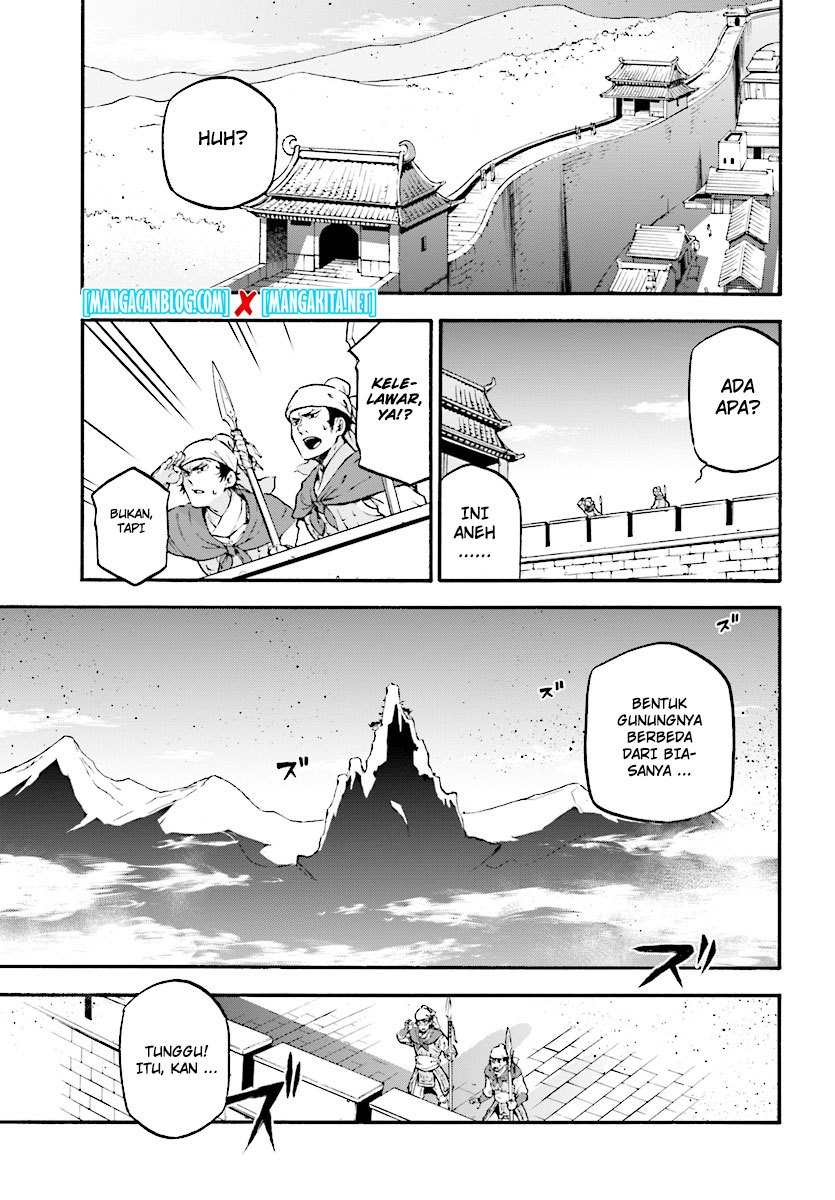 HUH?
[MANGACANBLOG.COM] X [MANGAKITA.NET]
ADA
APA?
INI
ANEH
......
KELE-
LAWAR,
YA!?
BUKAN,
TAPI
BENTUK
GUNUNGNYA
BERBEDA
DARI BIA-
SANYA ...
ズ
ズ
ズ
ズ
TUNGGU!
ITU, KAN ...
ズ